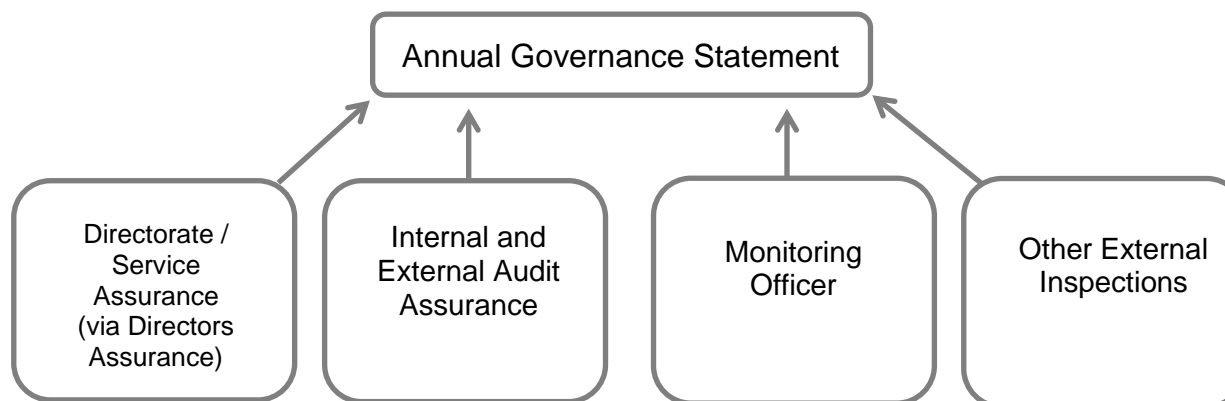 Annual Governance Statement
Directorate /
Service
Assurance
(via Directors
Assurance)
Internal and
External Audit
Assurance
Monitoring
Officer
Other External
Inspections